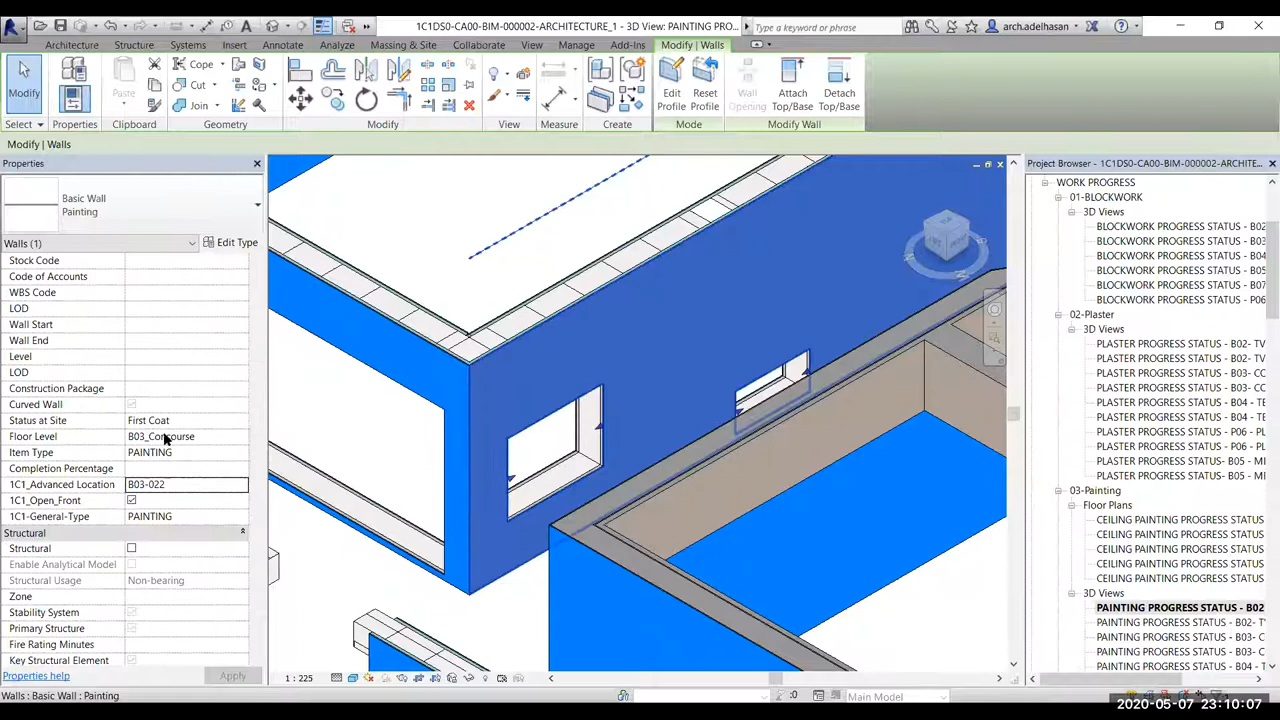 1C1DS0-CA00-BIM-000002-ARCHITECTURE_1 - 3D View: PAINTING PRO...
Type a keyword or phrase
arch.adelhasan
Architecture Structure Systems Insert Annotate Analyze Massing & Site Collaborate View Manage Add-Ins Modify | Walls
Modify
Paste
Cope
Cut
Join
Edit Profile
Reset Profile
Wall Opening
Attach Top/Base
Detach Top/Base
Select Properties Clipboard Geometry Modify View Measure Create Mode Modify Wall
Modify | Walls
Properties
Basic Wall
Painting
Walls (1) Edit Type
Stock Code
Code of Accounts
WBS Code
LOD
Wall Start
Wall End
Level
LOD
Construction Package
Curved Wall
Status at Site First Coat
Floor Level B03_Concourse
Item Type PAINTING
Completion Percentage
1C1_Advanced Location B03-022
1C1_Open_Front
1C1-General-Type PAINTING
Structural
Structural
Enable Analytical Model
Structural Usage Non-bearing
Zone
Stability System
Primary Structure
Fire Rating Minutes
Key Structural Element
Properties help Apply
1 : 225
Project Browser - 1C1DS0-CA00-BIM-000002-ARCHITE...
WORK PROGRESS
01-BLOCKWORK
3D Views
BLOCKWORK PROGRESS STATUS - B02
BLOCKWORK PROGRESS STATUS - B03
BLOCKWORK PROGRESS STATUS - B04
BLOCKWORK PROGRESS STATUS - B05
BLOCKWORK PROGRESS STATUS - B07
BLOCKWORK PROGRESS STATUS - P06
02-Plaster
3D Views
PLASTER PROGRESS STATUS - B02- TV
PLASTER PROGRESS STATUS - B02- TV
PLASTER PROGRESS STATUS - B03- CC
PLASTER PROGRESS STATUS - B03- CC
PLASTER PROGRESS STATUS - B04 - TE
PLASTER PROGRESS STATUS - B04 - TE
PLASTER PROGRESS STATUS - P06 - PL
PLASTER PROGRESS STATUS - P06 - PL
PLASTER PROGRESS STATUS - B05 - MI
PLASTER PROGRESS STATUS - B05 - MI
03-Painting
Floor Plans
CEILING PAINTING PROGRESS STATUS
CEILING PAINTING PROGRESS STATUS
CEILING PAINTING PROGRESS STATUS
CEILING PAINTING PROGRESS STATUS
CEILING PAINTING PROGRESS STATUS
3D Views
PAINTING PROGRESS STATUS - B02
PAINTING PROGRESS STATUS - B02- T
PAINTING PROGRESS STATUS - B03- C
PAINTING PROGRESS STATUS - B03- C
PAINTING PROGRESS STATUS - B04 -
Walls : Basic Wall : Painting
:0
Main Model
2020-05-07 23:10:07